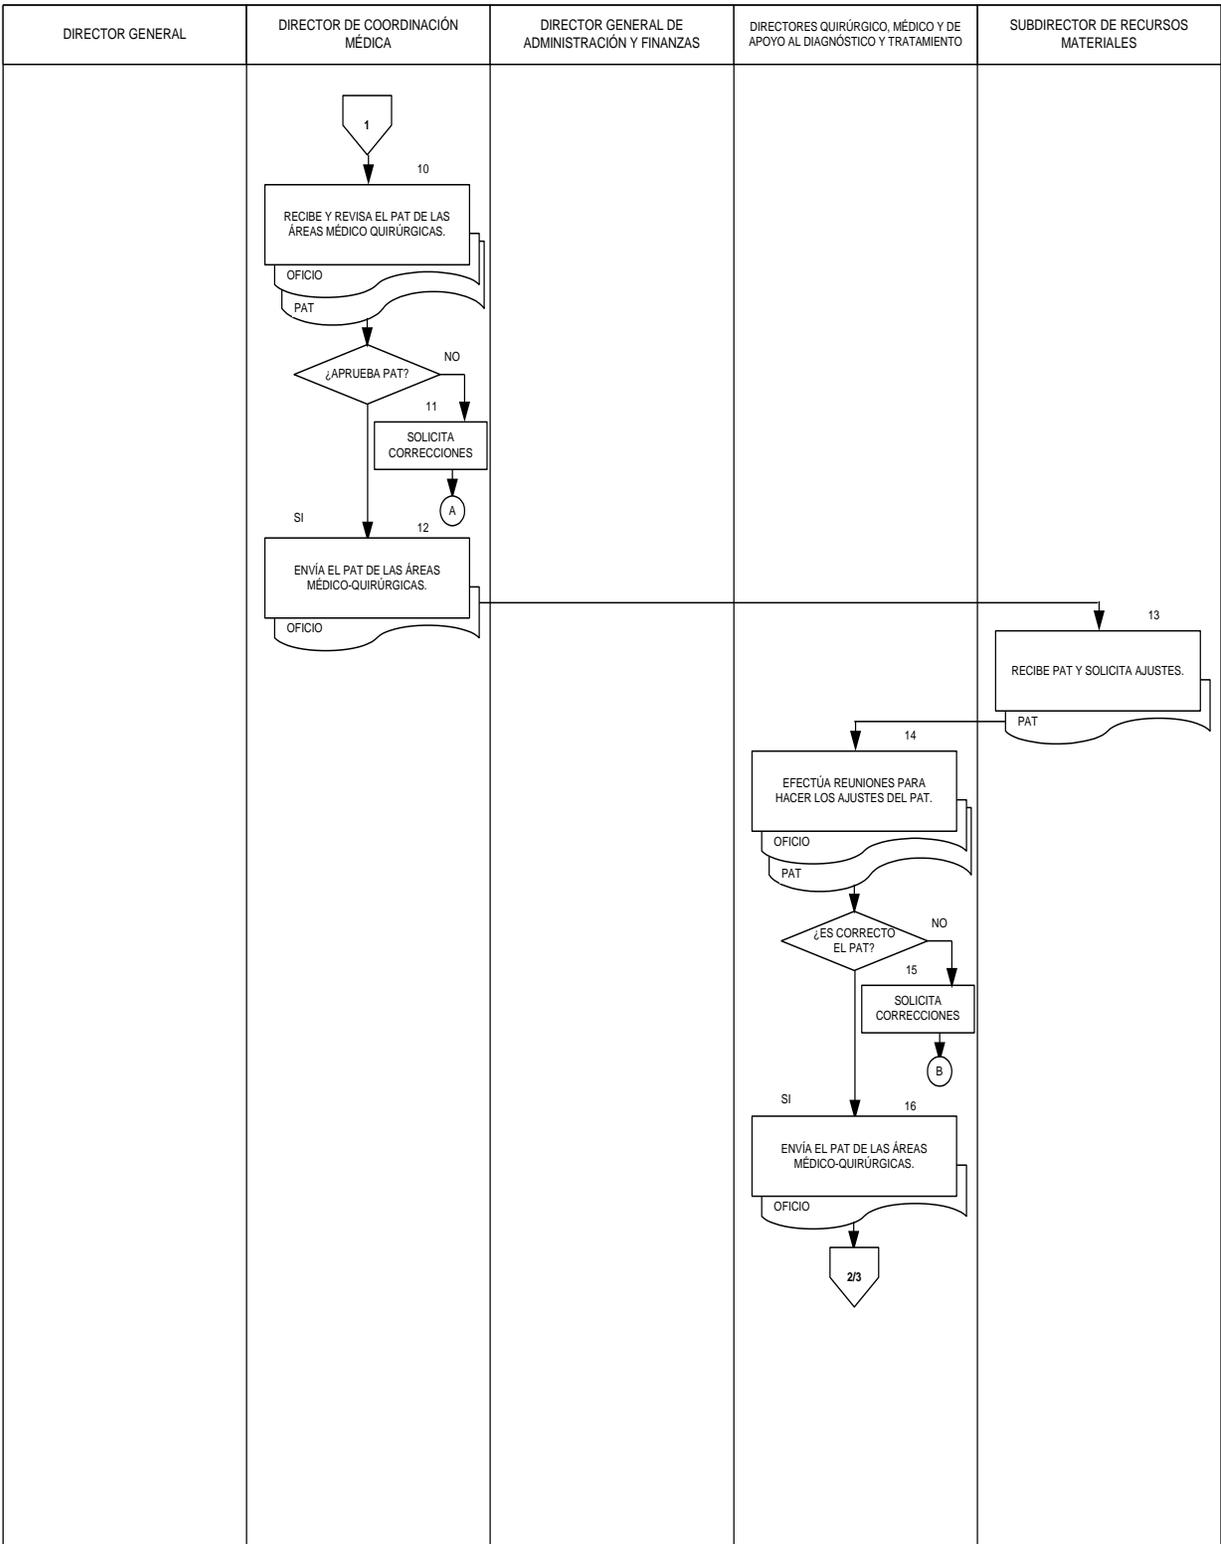 DIRECTOR GENERAL
DIRECTOR DE COORDINACIÓN
MÉDICA
DIRECTOR GENERAL DE
ADMINISTRACIÓN Y FINANZAS
DIRECTORES QUIRÚRGICO, MÉDICO Y DE
APOYO AL DIAGNÓSTICO Y TRATAMIENTO
SUBDIRECTOR DE RECURSOS
MATERIALES
1
10
RECIBE Y REVISA EL PAT DE LAS
ÁREAS MÉDICO QUIRÚRGICAS.
OFICIO
PAT
¿APRUEBA PAT?
NO
11
SOLICITA
CORRECCIONES
A
SI
12
ENVÍA EL PAT DE LAS ÁREAS
MÉDICO-QUIRÚRGICAS.
OFICIO
13
RECIBE PAT Y SOLICITA AJUSTES.
PAT
14
EFECTÚA REUNIONES PARA
HACER LOS AJUSTES DEL PAT.
OFICIO
PAT
¿ES CORRECTO
EL PAT?
NO
15
SOLICITA
CORRECCIONES
B
SI
16
ENVÍA EL PAT DE LAS ÁREAS
MÉDICO-QUIRÚRGICAS.
OFICIO
2/3